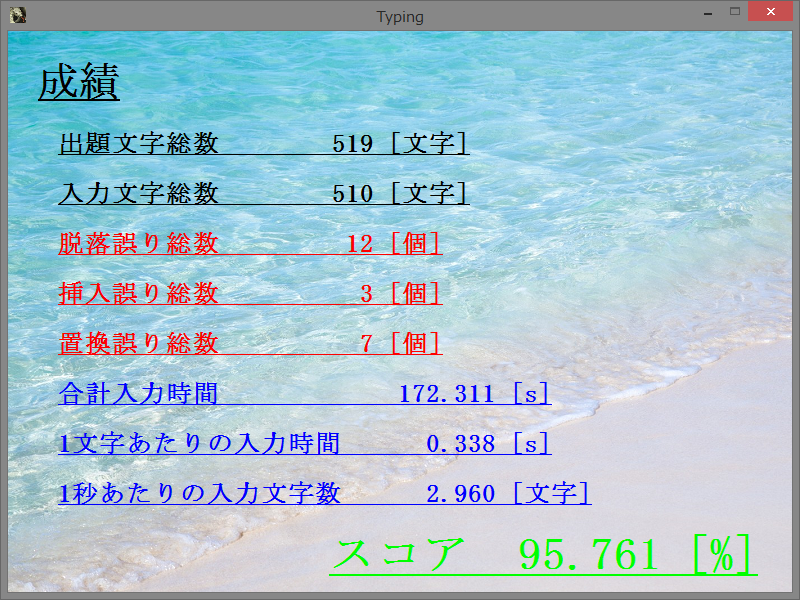 Typing
成績
出題文字総数 519 [文字]
入力文字総数 510 [文字]
脱落誤り総数 12 [個]
挿入誤り総数 3 [個]
置換誤り総数 7 [個]
合計入力時間 172.311 [s]
1文字あたりの入力時間 0.338 [s]
1秒あたりの入力文字数 2.960 [文字]
スコア 95.761 [%]